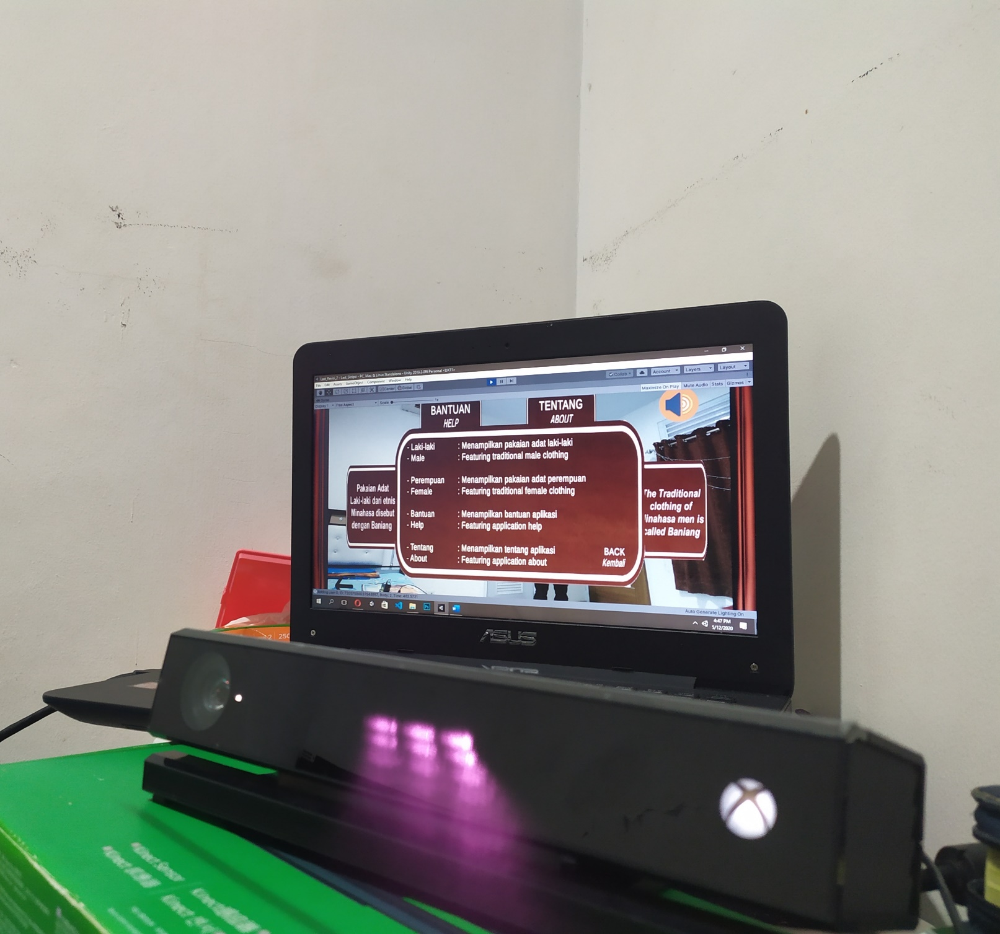 Last_Revisi_2 - Last_Skripsi - PC, Mac & Linux Standalone - Unity 2019.3.0f6 Personal <DX11>
File Edit Assets GameObject Component Window Help
Collab Account Layers Layout
Center Global
Maximize On Play Mute Audio Stats Gizmos
Free Aspect Scale 1x
BANTUAN
HELP
TENTANG
ABOUT
- Laki-laki : Menampilkan pakaian adat laki-laki
- Male : Featuring traditional male clothing
- Perempuan : Menampilkan pakaian adat perempuan
- Female : Featuring traditional female clothing
- Bantuan : Menampilkan bantuan aplikasi
- Help : Featuring application help
- Tentang : Menampilkan tentang aplikasi
- About : Featuring application about
BACK
Kembali
Pakaian Adat
Laki-laki dari etnis
Minahasa disebut
dengan Baniang
The Traditional
clothing of
Minahasa men is
called Baniang
Auto Generate Lighting On
4:47 PM
5/12/2020
ASUS
Kinect Sensor
Kinect